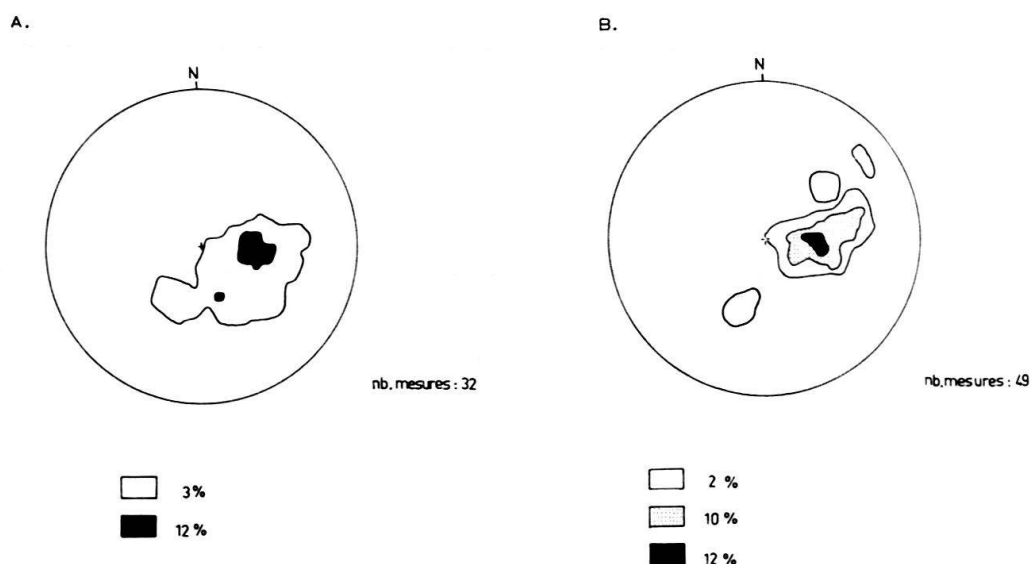 A.
N
nb. mesures : 32
3 %
12 %
B.
N
nb. mesures : 49
2 %
10 %
12 %